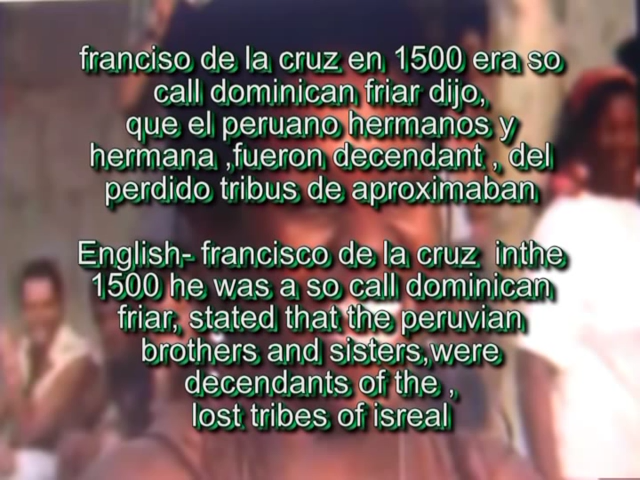 franciso de la cruz en 1500 era so
call dominican friar dijo,
que el peruano hermanos y
hermana ,fueron decendant , del
perdido tribus de aproximaban
English- francisco de la cruz inthe
1500 he was a so call dominican
friar, stated that the peruvian
brothers and sisters,were
decendants of the ,
lost tribes of isreal